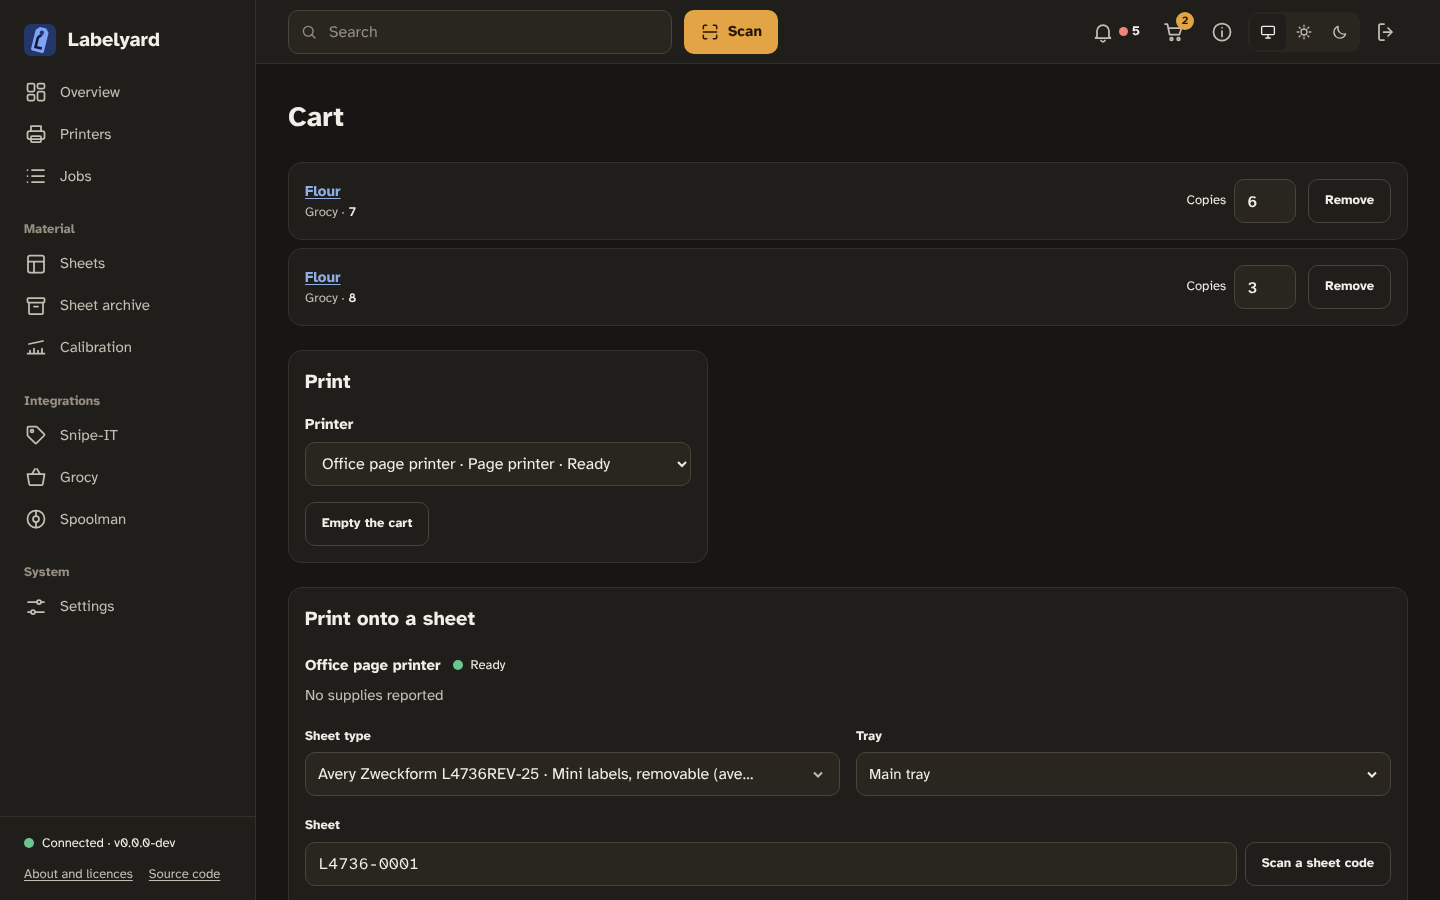 Labelyard
Search
Scan
5
2
Overview
Printers
Jobs
Material
Sheets
Sheet archive
Calibration
Integrations
Snipe-IT
Grocy
Spoolman
System
Settings
Connected · v0.0.0-dev
About and licences Source code
Cart
Flour
Grocy · 7
Copies 6 Remove
Flour
Grocy · 8
Copies 3 Remove
Print
Printer
Office page printer · Page printer · Ready
Empty the cart
Print onto a sheet
Office page printer Ready
No supplies reported
Sheet type Tray
Avery Zweckform L4736REV-25 · Mini labels, removable (ave... Main tray
Sheet
L4736-0001 Scan a sheet code